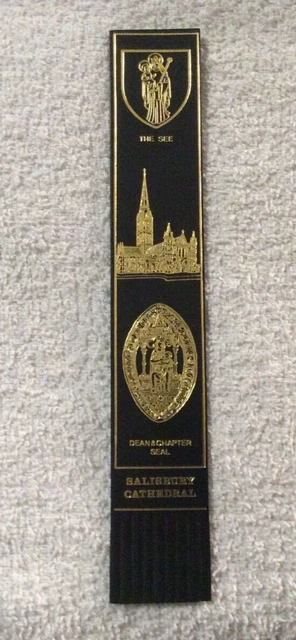 THE SEE
DEAN & CHAPTER
SEAL
SALISBURY
CATHEDRAL